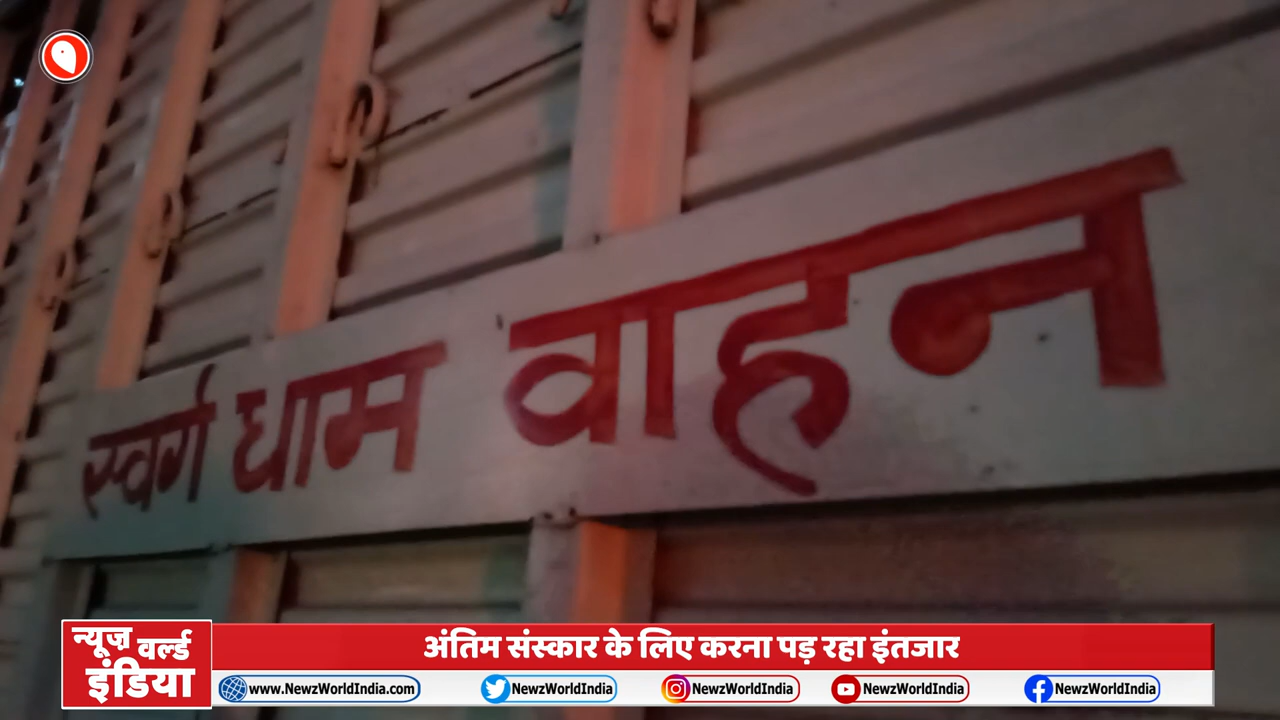 स्वर्ग धाम वाहन
न्यूज़ वर्ल्ड
इंडिया
अंतिम संस्कार के लिए करना पड़ रहा इंतजार
www.NewzWorldIndia.com NewzWorldIndia NewzWorldIndia NewzWorldIndia NewzWorldIndia